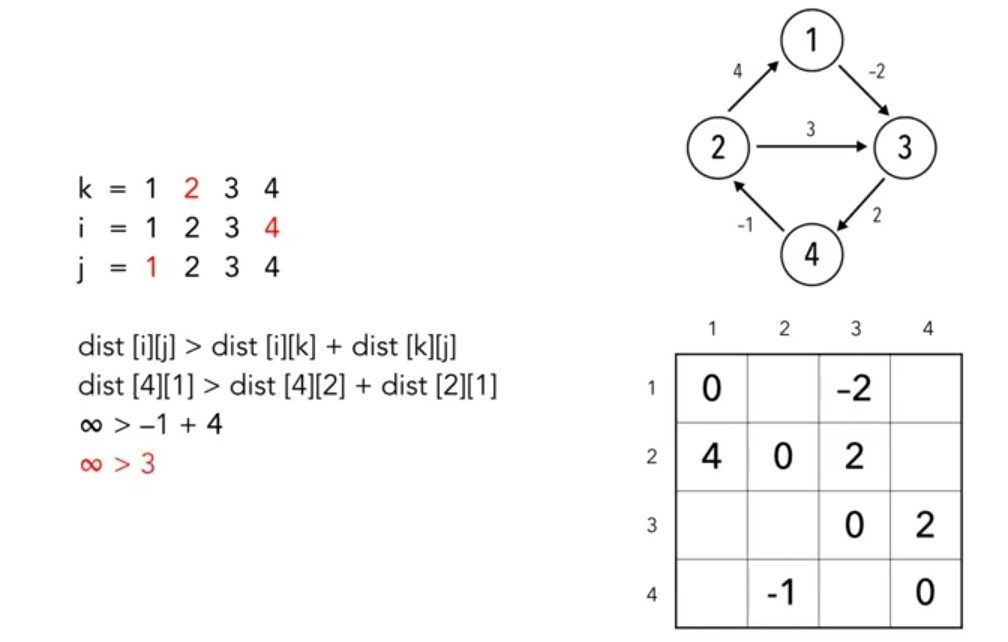 k = 1 2 3 4
i = 1 2 3 4
j = 1 2 3 4
dist [i][j] > dist [i][k] + dist [k][j]
dist [4][1] > dist [4][2] + dist [2][1]
∞ > –1 + 4
∞ > 3
1
4 -2
2 3 3
-1 2
4
1 2 3 4
1 0 -2
2 4 0 2
3 0 2
4 -1 0